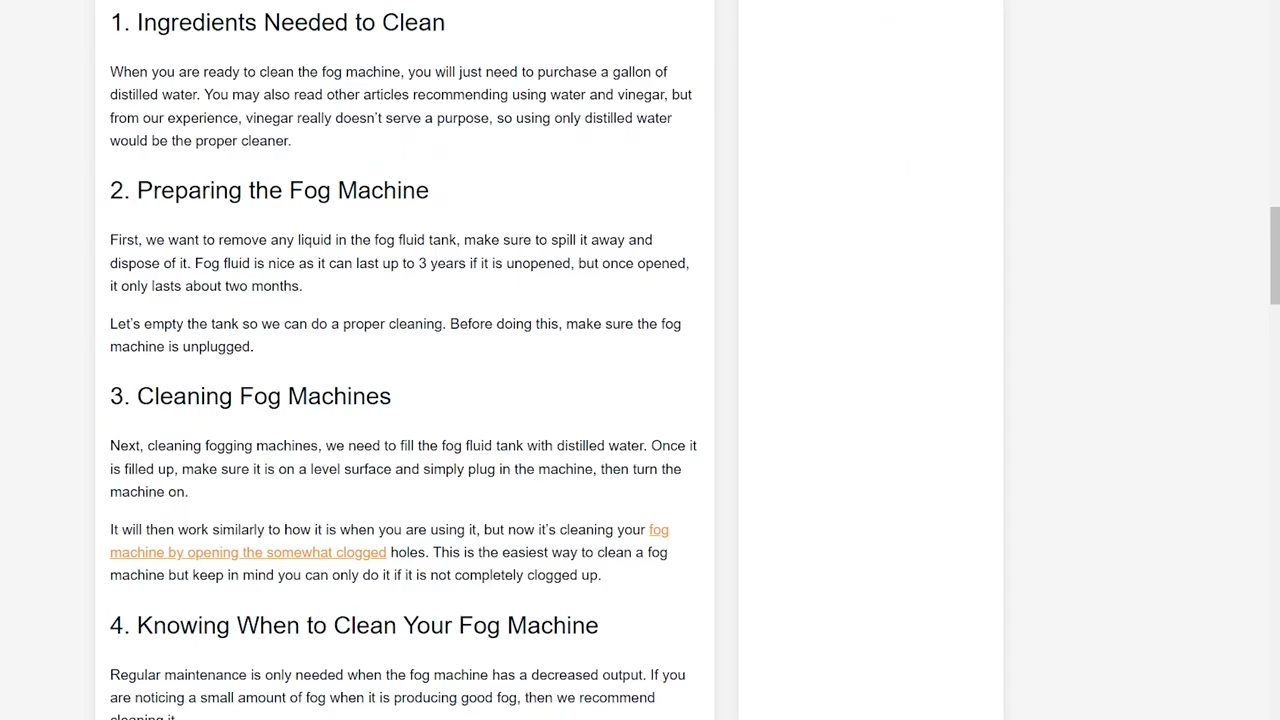 1. Ingredients Needed to Clean
When you are ready to clean the fog machine, you will just need to purchase a gallon of
distilled water. You may also read other articles recommending using water and vinegar, but
from our experience, vinegar really doesn’t serve a purpose, so using only distilled water
would be the proper cleaner.
2. Preparing the Fog Machine
First, we want to remove any liquid in the fog fluid tank, make sure to spill it away and
dispose of it. Fog fluid is nice as it can last up to 3 years if it is unopened, but once opened,
it only lasts about two months.
Let’s empty the tank so we can do a proper cleaning. Before doing this, make sure the fog
machine is unplugged.
3. Cleaning Fog Machines
Next, cleaning fogging machines, we need to fill the fog fluid tank with distilled water. Once it
is filled up, make sure it is on a level surface and simply plug in the machine, then turn the
machine on.
It will then work similarly to how it is when you are using it, but now it’s cleaning your fog
machine by opening the somewhat clogged holes. This is the easiest way to clean a fog
machine but keep in mind you can only do it if it is not completely clogged up.
4. Knowing When to Clean Your Fog Machine
Regular maintenance is only needed when the fog machine has a decreased output. If you
are noticing a small amount of fog when it is producing good fog, then we recommend
cleaning it.